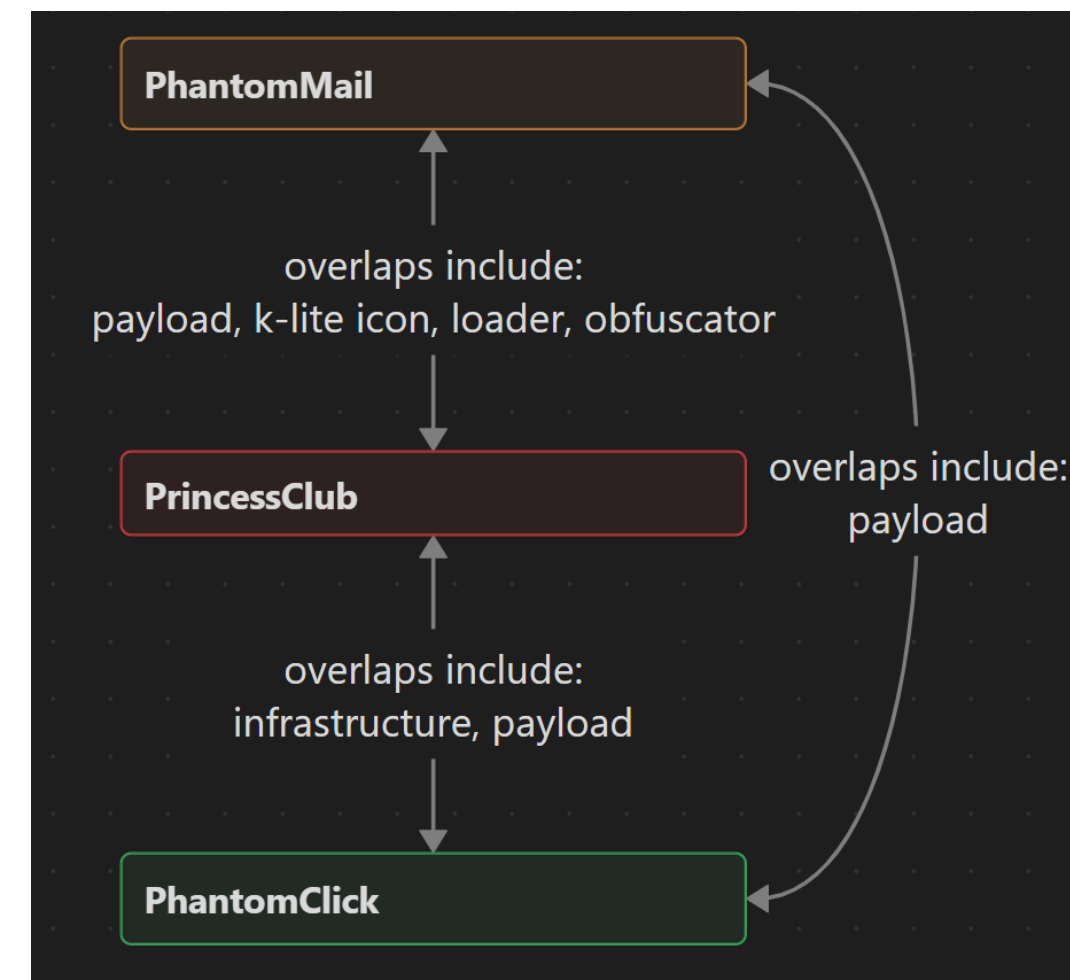 PhantomMail
overlaps include:
payload, k-lite icon, loader, obfuscator
PrincessClub
overlaps include:
payload
overlaps include:
infrastructure, payload
PhantomClick